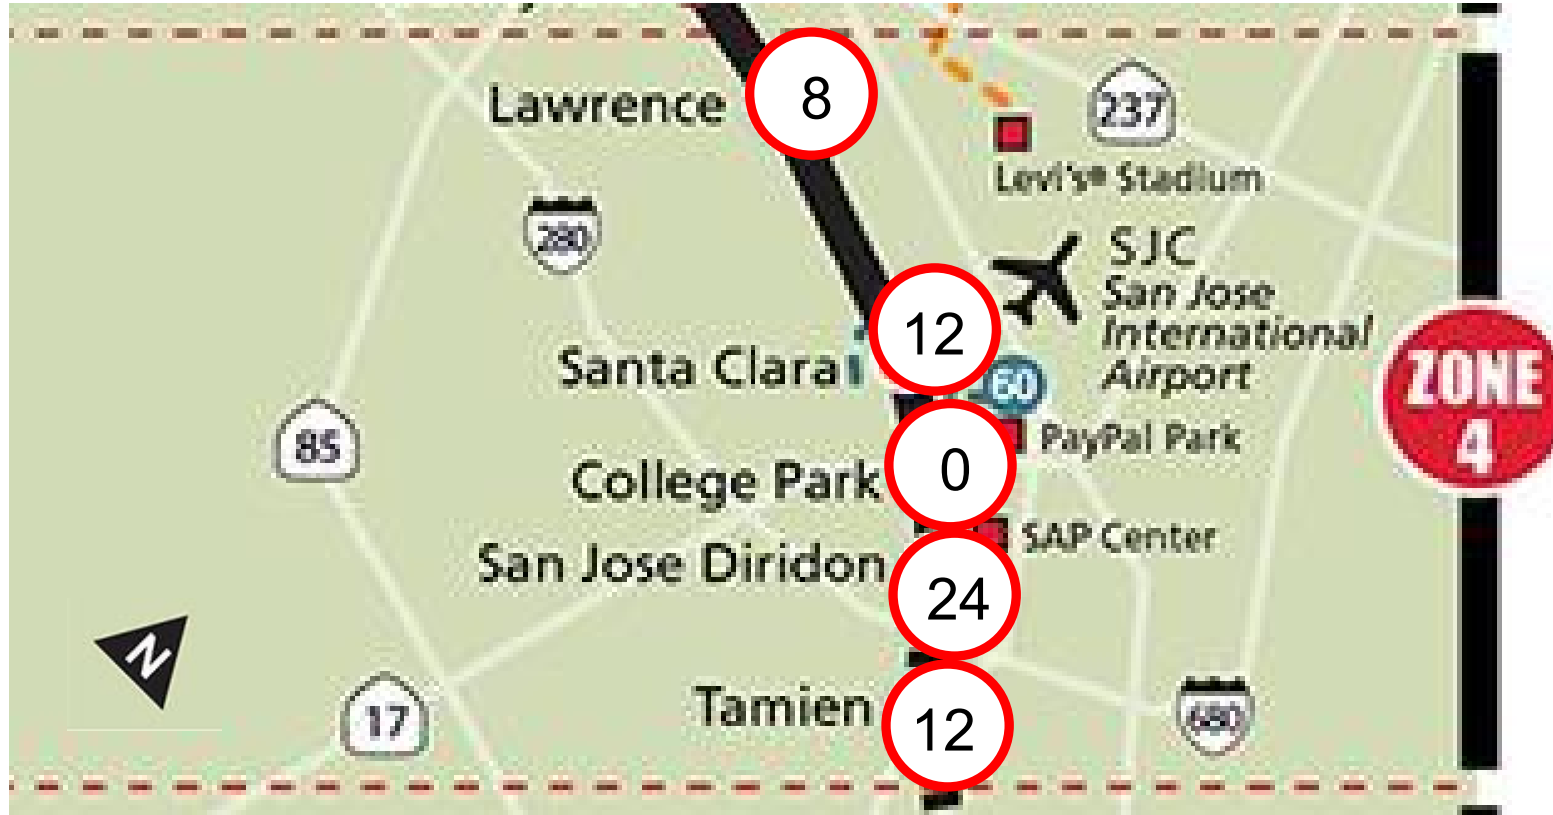 Lawrence
8
237
Levi's® Stadium
280
SJC
San Jose
International
Airport
12
Santa Clara
60
ZONE
4
85
PayPal Park
College Park
0
SAP Center
San Jose Diridon
24
N
Tamien
12
17
680